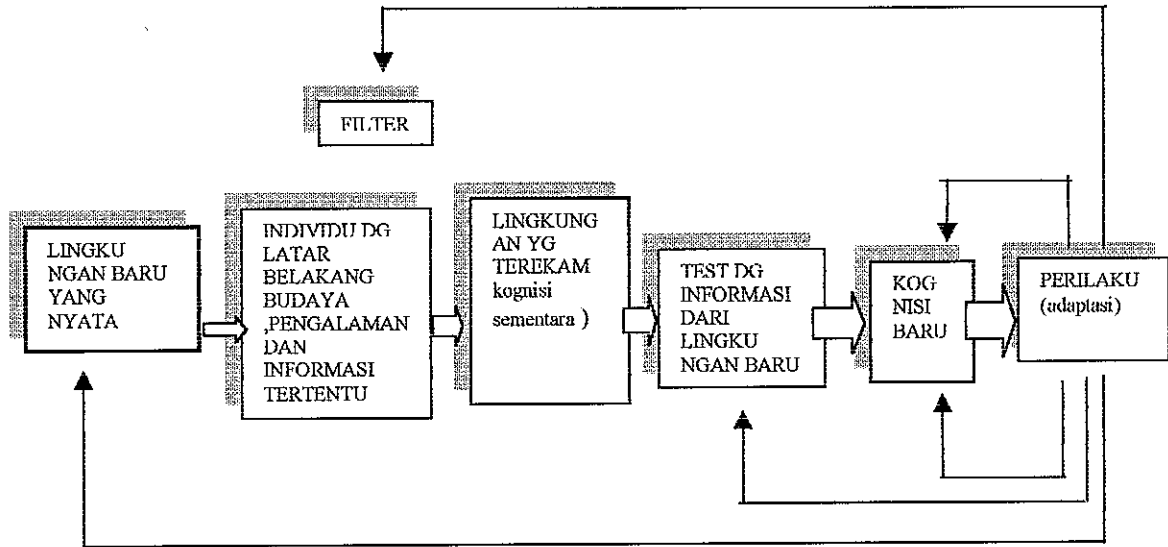 FILTER
LINGKU
NGAN BARU
YANG
NYATA
INDIVIDU DG
LATAR
BELAKANG
BUDAYA
,PENGALAMAN
DAN
INFORMASI
TERTENTU
LINGKUNG
AN YG
TEREKAM
kognisi
sementara )
TEST DG
INFORMASI
DARI
LINGKU
NGAN BARU
KOG
NISI
BARU
PERILAKU
(adaptasi)